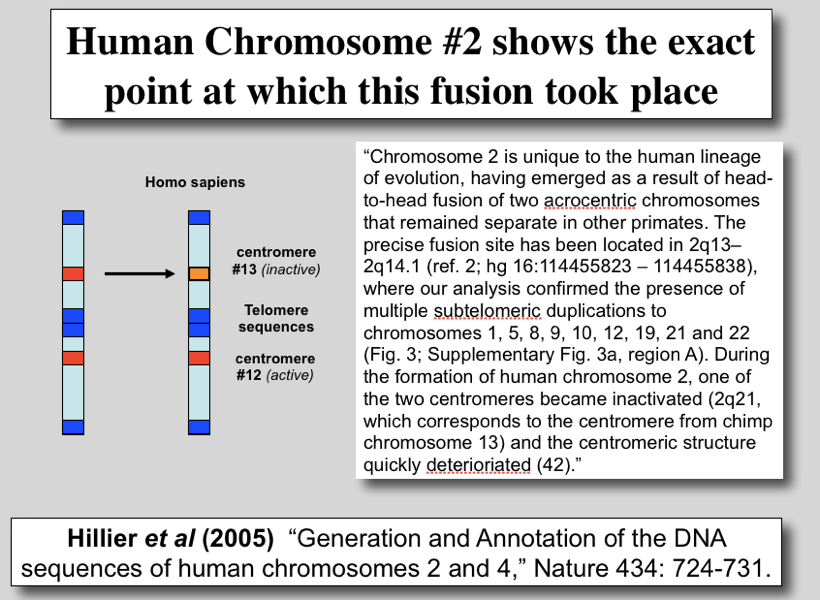 Human Chromosome #2 shows the exact
point at which this fusion took place
Homo sapiens
centromere
#13 (inactive)
Telomere
sequences
centromere
#12 (active)
“Chromosome 2 is unique to the human lineage
of evolution, having emerged as a result of head-
to-head fusion of two acrocentric chromosomes
that remained separate in other primates. The
precise fusion site has been located in 2q13–
2q14.1 (ref. 2; hg 16:114455823 – 114455838),
where our analysis confirmed the presence of
multiple subtelomeric duplications to
chromosomes 1, 5, 8, 9, 10, 12, 19, 21 and 22
(Fig. 3; Supplementary Fig. 3a, region A). During
the formation of human chromosome 2, one of
the two centromeres became inactivated (2q21,
which corresponds to the centromere from chimp
chromosome 13) and the centromeric structure
quickly deterioriated (42).”
Hillier et al (2005) “Generation and Annotation of the DNA
sequences of human chromosomes 2 and 4,” Nature 434: 724-731.